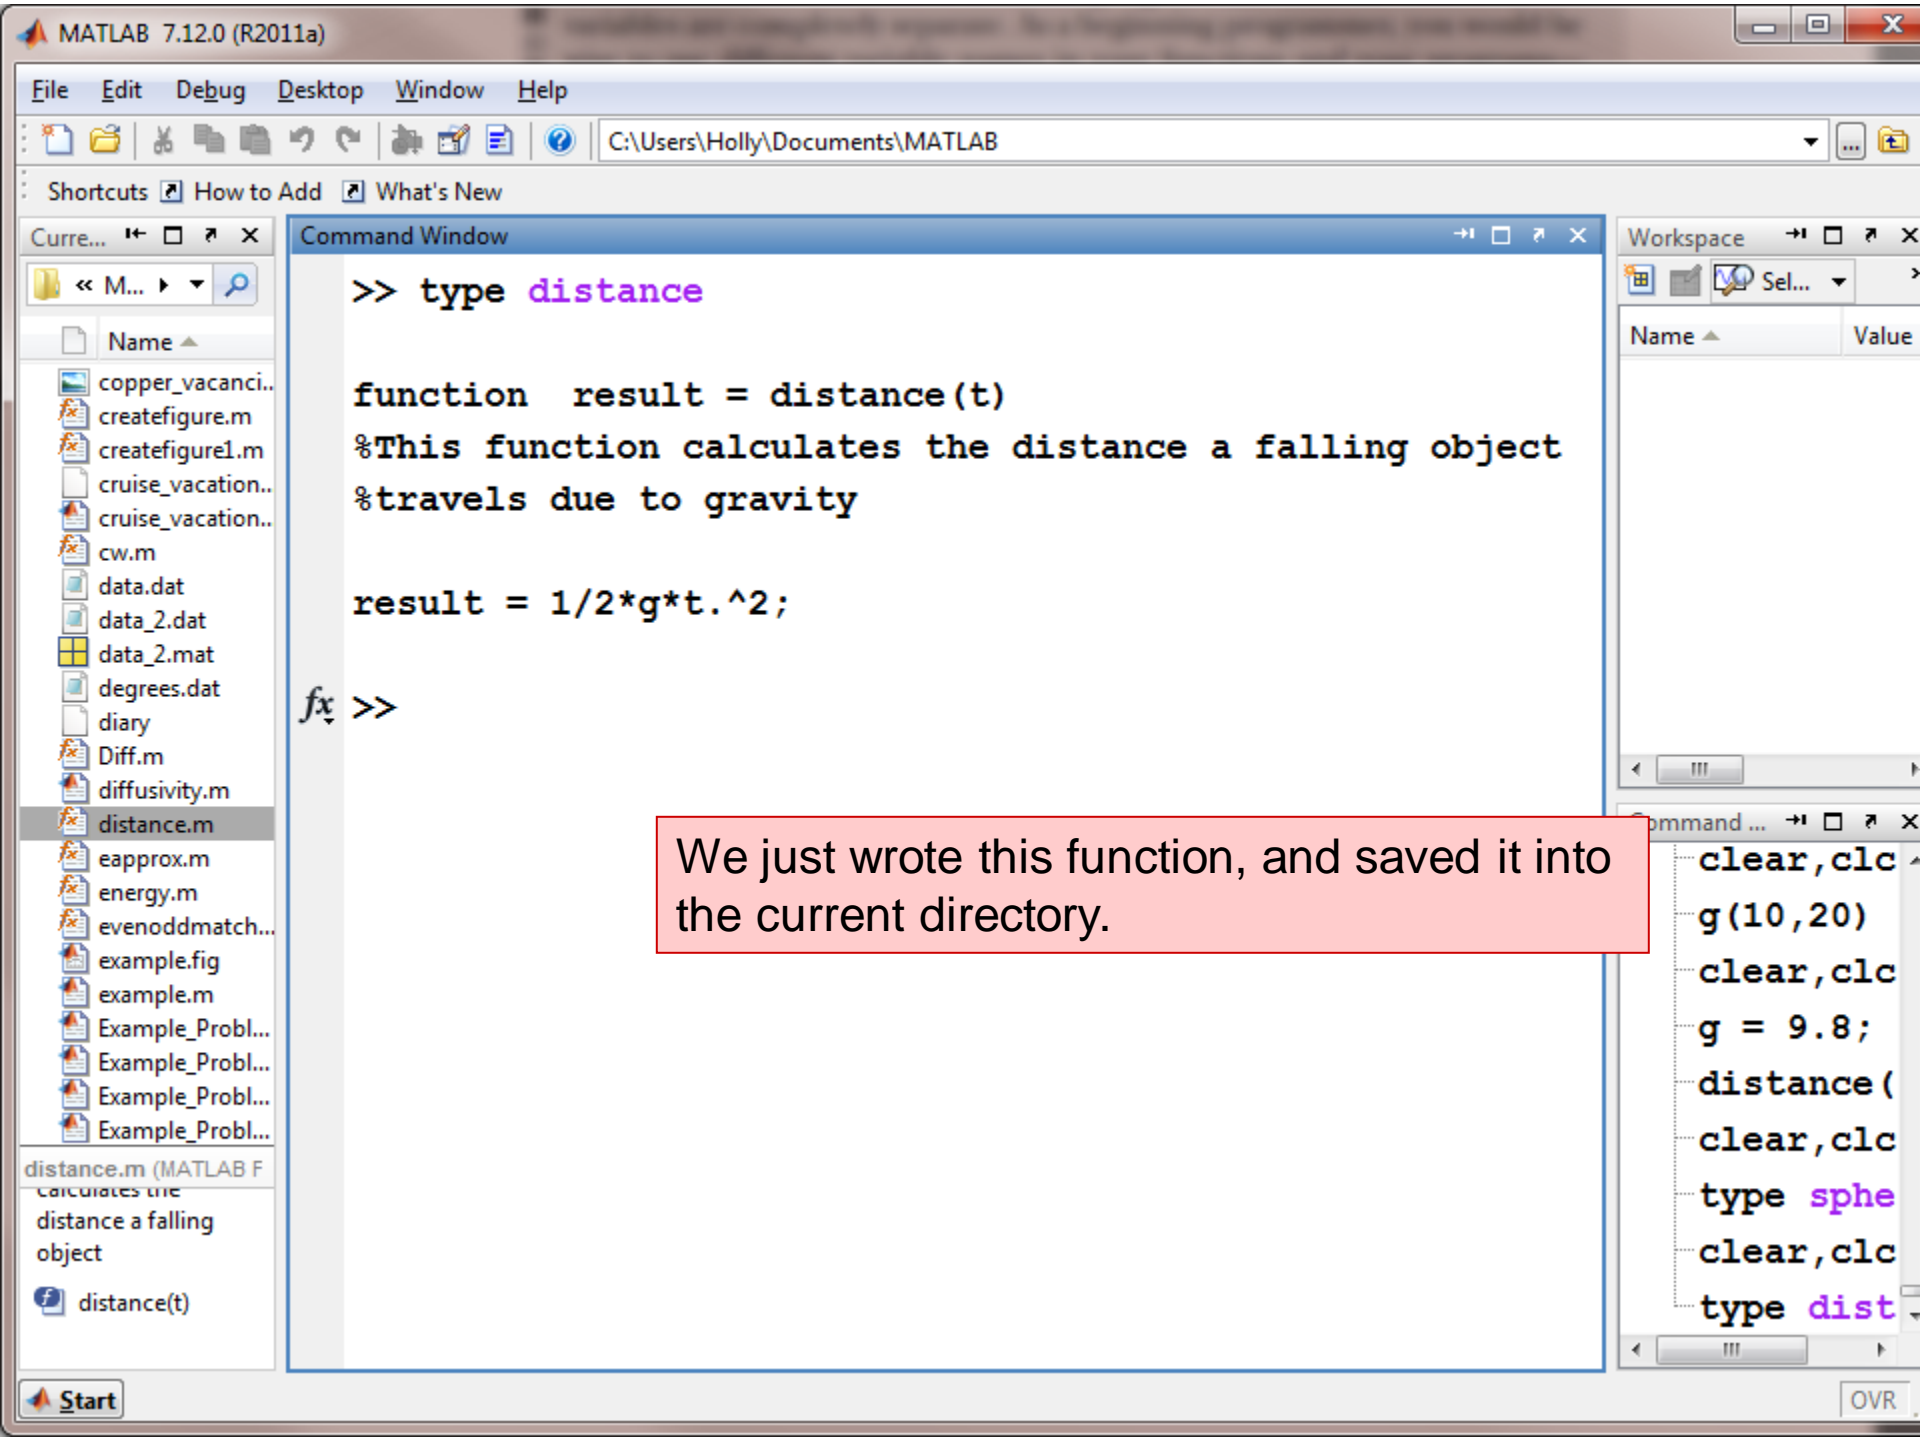 MATLAB 7.12.0 (R2011a)
File Edit Debug Desktop Window Help
C:\Users\Holly\Documents\MATLAB
Shortcuts How to Add What's New
Curre...
« M...
Name
copper_vacanci..
createfigure.m
createfigure1.m
cruise_vacation..
cruise_vacation..
cw.m
data.dat
data_2.dat
data_2.mat
degrees.dat
diary
Diff.m
diffusivity.m
distance.m
eapprox.m
energy.m
evenoddmatch...
example.fig
example.m
Example_Probl...
Example_Probl...
Example_Probl...
Example_Probl...
distance.m (MATLAB F
calculates the
distance a falling
object
distance(t)
Command Window
>> type distance
function  result = distance(t)
%This function calculates the distance a falling object
%travels due to gravity
result = 1/2*g*t.^2;
fx >>
We just wrote this function, and saved it into
the current directory.
Workspace
Sel...
Name Value
Command ...
clear,clc
g(10,20)
clear,clc
g = 9.8;
distance(
clear,clc
type sphe
clear,clc
type dist
Start
OVR